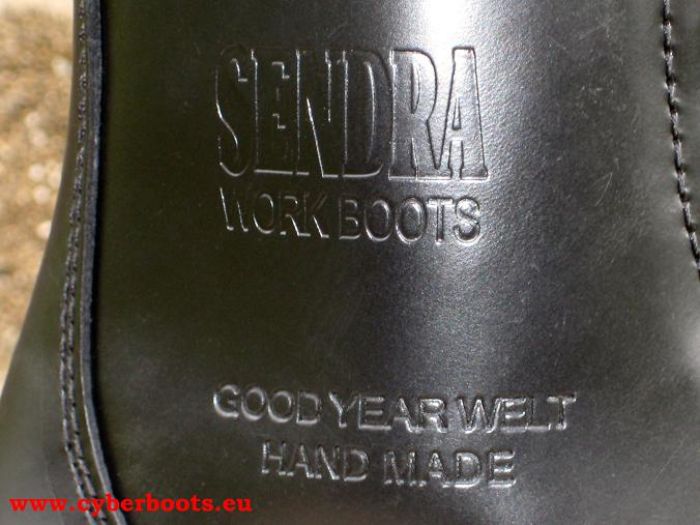 SENDRA
WORK BOOTS
GOOD YEAR WELT
HAND MADE
www.cyberboots.eu